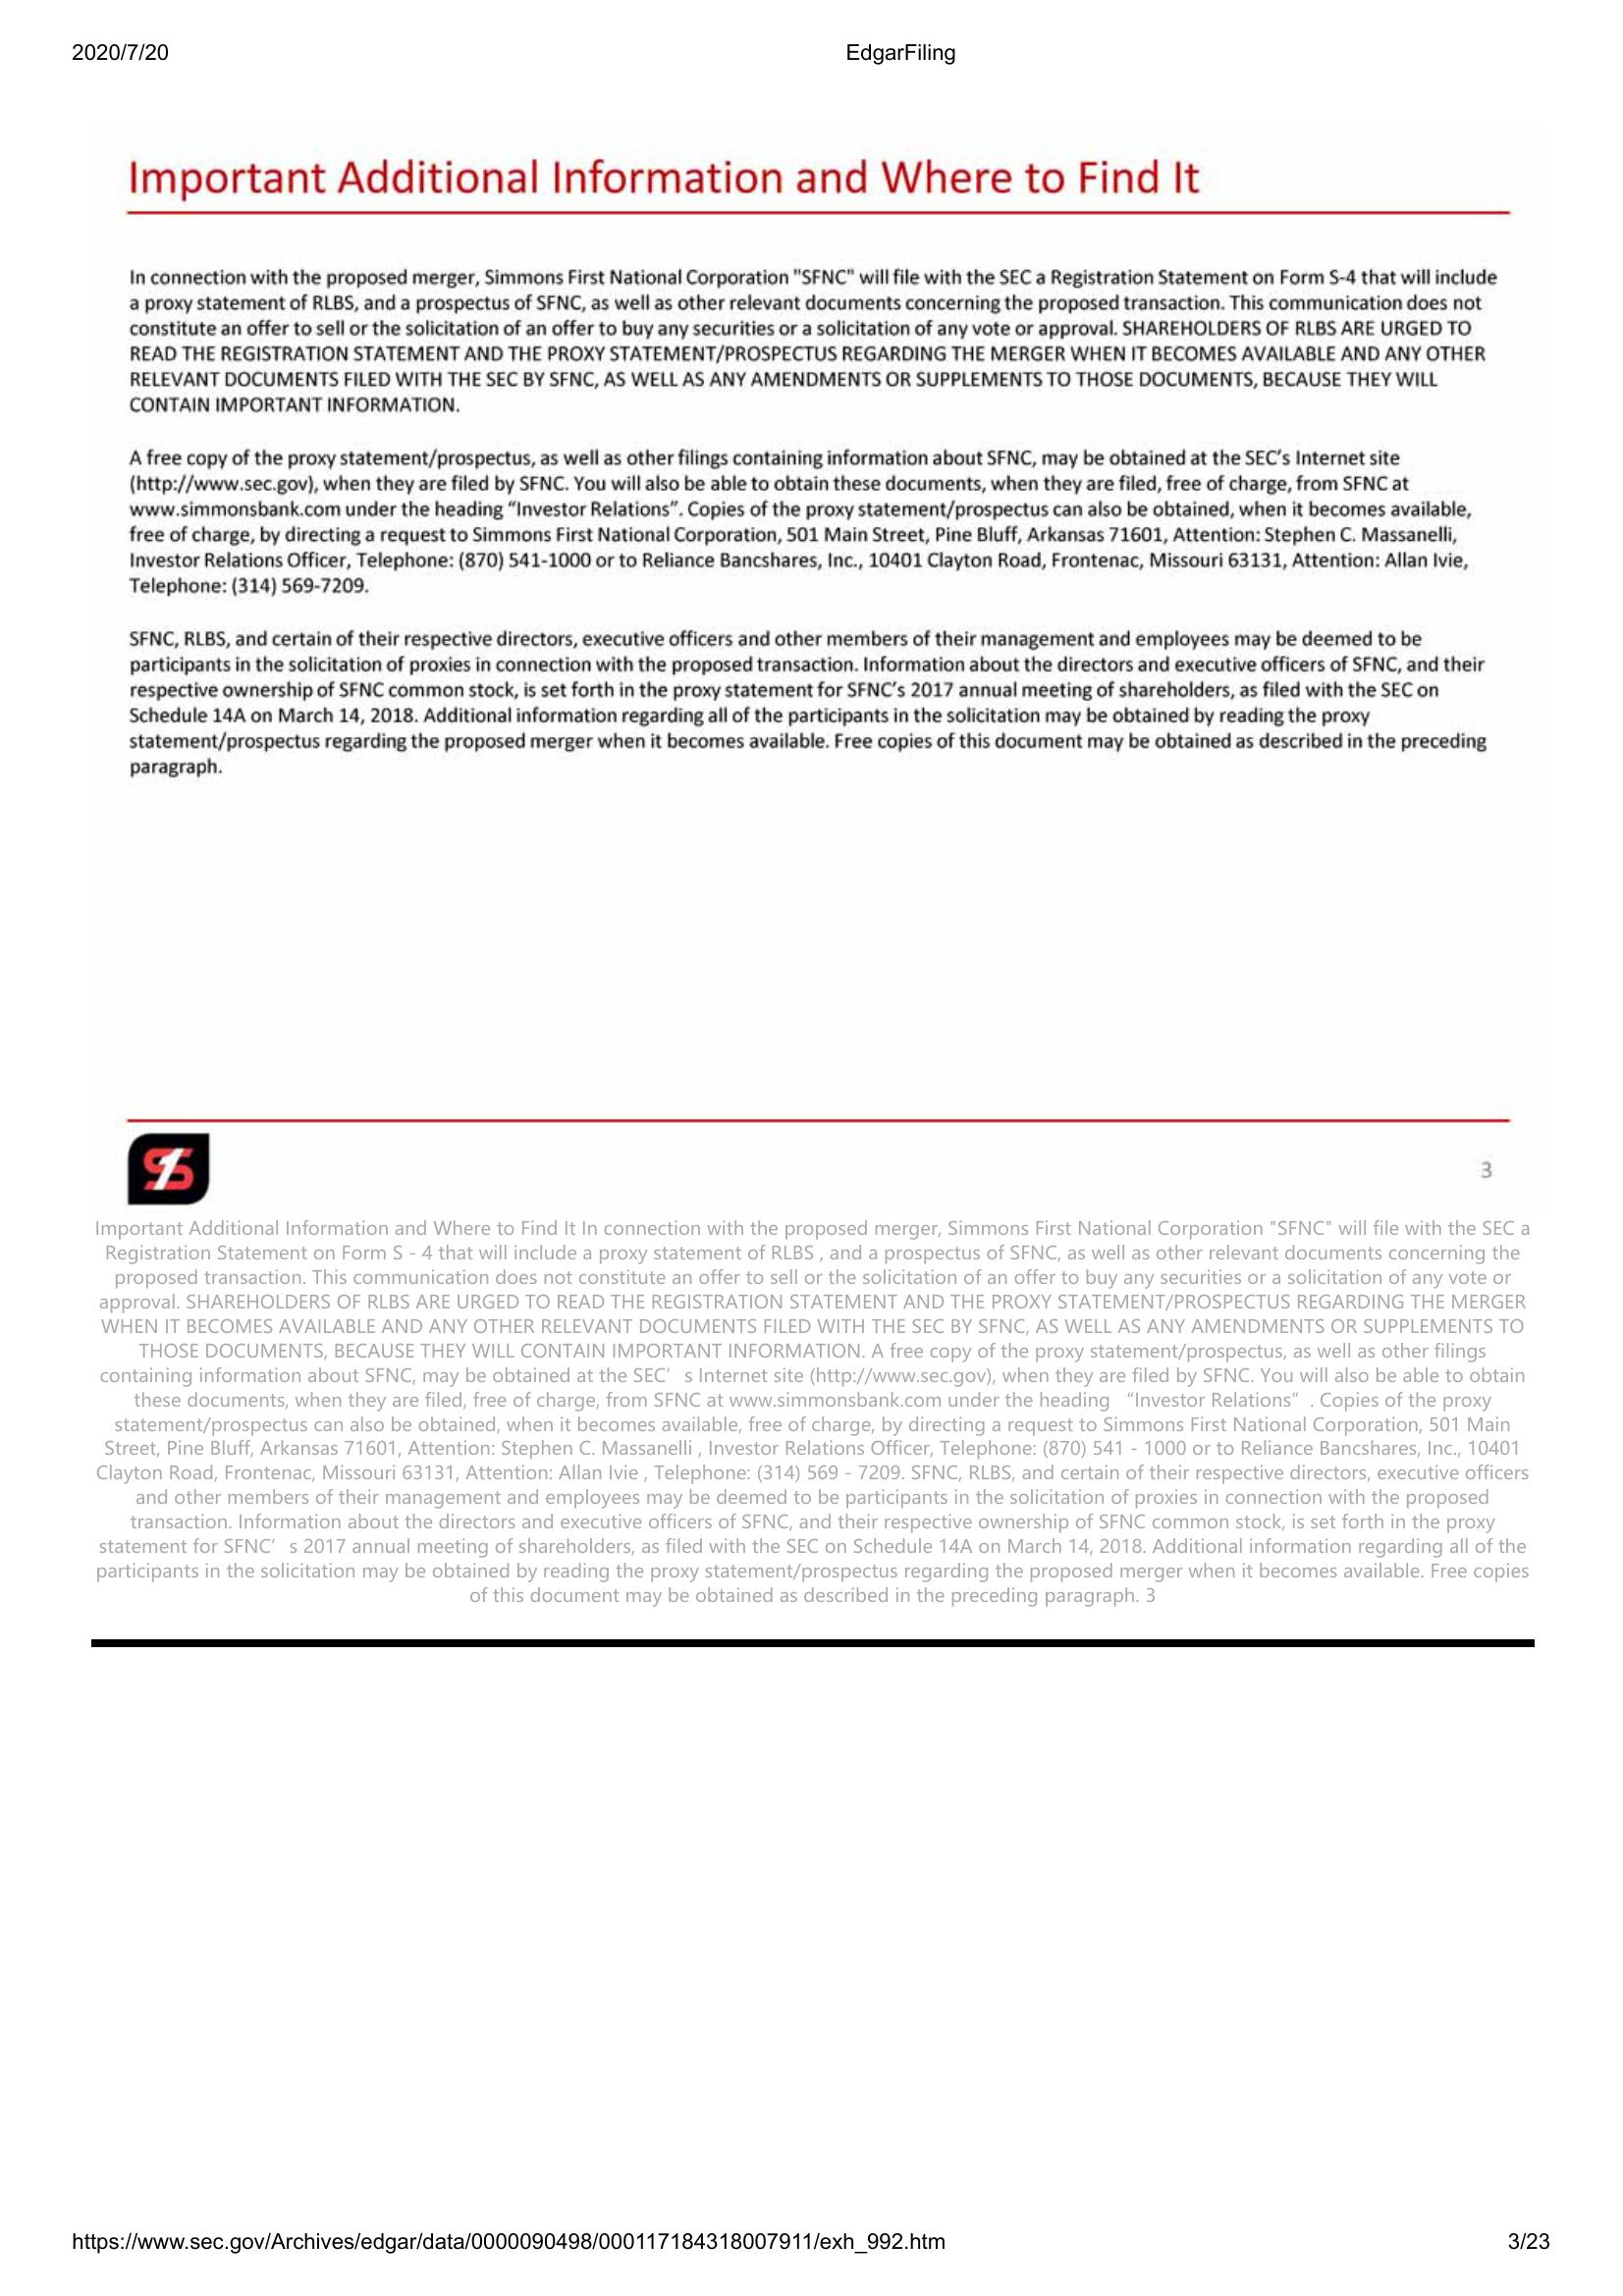 2020/7/20
EdgarFiling
Important Additional Information and Where to Find It
In connection with the proposed merger, Simmons First National Corporation "SFNC" will file with the SEC a Registration Statement on Form S-4 that will include
a proxy statement of RLBS, and a prospectus of SFNC, as well as other relevant documents concerning the proposed transaction. This communication does not
constitute an offer to sell or the solicitation of an offer to buy any securities or a solicitation of any vote or approval. SHAREHOLDERS OF RLBS ARE URGED TO
READ THE REGISTRATION STATEMENT AND THE PROXY STATEMENT/PROSPECTUS REGARDING THE MERGER WHEN IT BECOMES AVAILABLE AND ANY OTHER
RELEVANT DOCUMENTS FILED WITH THE SEC BY SFNC, AS WELL AS ANY AMENDMENTS OR SUPPLEMENTS TO THOSE DOCUMENTS, BECAUSE THEY WILL
CONTAIN IMPORTANT INFORMATION.
A free copy of the proxy statement/prospectus, as well as other filings containing information about SFNC, may be obtained at the SEC's Internet site
(http://www.sec.gov), when they are filed by SFNC. You will also be able to obtain these documents, when they are filed, free of charge, from SFNC at
www.simmonsbank.com under the heading “Investor Relations”. Copies of the proxy statement/prospectus can also be obtained, when it becomes available,
free of charge, by directing a request to Simmons First National Corporation, 501 Main Street, Pine Bluff, Arkansas 71601, Attention: Stephen C. Massanelli,
Investor Relations Officer, Telephone: (870) 541-1000 or to Reliance Bancshares, Inc., 10401 Clayton Road, Frontenac, Missouri 63131, Attention: Allan Ivie,
Telephone: (314) 569-7209.
SFNC, RLBS, and certain of their respective directors, executive officers and other members of their management and employees may be deemed to be
participants in the solicitation of proxies in connection with the proposed transaction. Information about the directors and executive officers of SFNC, and their
respective ownership of SFNC common stock, is set forth in the proxy statement for SFNC's 2017 annual meeting of shareholders, as filed with the SEC on
Schedule 14A on March 14, 2018. Additional information regarding all of the participants in the solicitation may be obtained by reading the proxy
statement/prospectus regarding the proposed merger when it becomes available. Free copies of this document may be obtained as described in the preceding
paragraph.
3
Important Additional Information and Where to Find It In connection with the proposed merger, Simmons First National Corporation "SFNC" will file with the SEC a
Registration Statement on Form S - 4 that will include a proxy statement of RLBS , and a prospectus of SFNC, as well as other relevant documents concerning the
proposed transaction. This communication does not constitute an offer to sell or the solicitation of an offer to buy any securities or a solicitation of any vote or
approval. SHAREHOLDERS OF RLBS ARE URGED TO READ THE REGISTRATION STATEMENT AND THE PROXY STATEMENT/PROSPECTUS REGARDING THE MERGER
WHEN IT BECOMES AVAILABLE AND ANY OTHER RELEVANT DOCUMENTS FILED WITH THE SEC BY SFNC, AS WELL AS ANY AMENDMENTS OR SUPPLEMENTS TO
THOSE DOCUMENTS, BECAUSE THEY WILL CONTAIN IMPORTANT INFORMATION. A free copy of the proxy statement/prospectus, as well as other filings
containing information about SFNC, may be obtained at the SEC’ s Internet site (http://www.sec.gov), when they are filed by SFNC. You will also be able to obtain
these documents, when they are filed, free of charge, from SFNC at www.simmonsbank.com under the heading “Investor Relations” . Copies of the proxy
statement/prospectus can also be obtained, when it becomes available, free of charge, by directing a request to Simmons First National Corporation, 501 Main
Street, Pine Bluff, Arkansas 71601, Attention: Stephen C. Massanelli , Investor Relations Officer, Telephone: (870) 541 - 1000 or to Reliance Bancshares, Inc., 10401
Clayton Road, Frontenac, Missouri 63131, Attention: Allan Ivie , Telephone: (314) 569 - 7209. SFNC, RLBS, and certain of their respective directors, executive officers
and other members of their management and employees may be deemed to be participants in the solicitation of proxies in connection with the proposed
transaction. Information about the directors and executive officers of SFNC, and their respective ownership of SFNC common stock, is set forth in the proxy
statement for SFNC’ s 2017 annual meeting of shareholders, as filed with the SEC on Schedule 14A on March 14, 2018. Additional information regarding all of the
participants in the solicitation may be obtained by reading the proxy statement/prospectus regarding the proposed merger when it becomes available. Free copies
of this document may be obtained as described in the preceding paragraph. 3
https://www.sec.gov/Archives/edgar/data/0000090498/000117184318007911/exh_992.htm
3/23